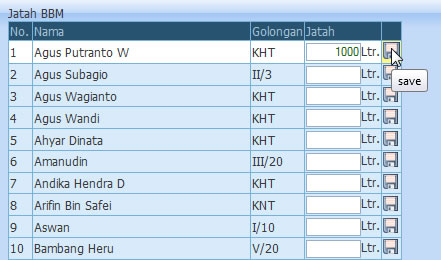 Jatah BBM
No. Nama Golongan Jatah
1 Agus Putranto W KHT 1000 Ltr.
save
2 Agus Subagio II/3 Ltr.
3 Agus Wagianto KHT Ltr.
4 Agus Wandi KHT Ltr.
5 Ahyar Dinata KHT Ltr.
6 Amanudin III/20 Ltr.
7 Andika Hendra D KHT Ltr.
8 Arifin Bin Safei KNT Ltr.
9 Aswan I/10 Ltr.
10 Bambang Heru V/20 Ltr.